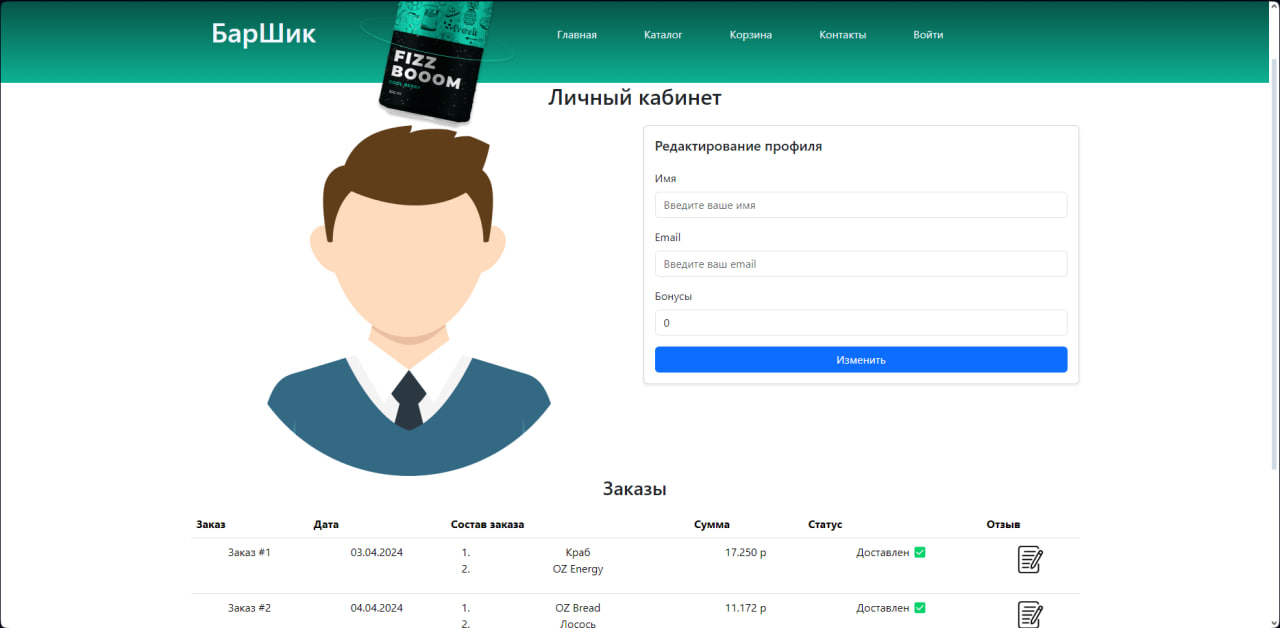 БарШик
Главная
Каталог
Корзина
Контакты
Войти
fresh
FIZZ
BOOOM
Личный кабинет
Редактирование профиля
Имя
Введите ваше имя
Email
Введите ваш email
Бонусы
0
Изменить
Заказы
Заказ Дата Состав заказа Сумма Статус Отзыв
Заказ #1 03.04.2024 1. Краб 17.250 р Доставлен
2. OZ Energy
Заказ #2 04.04.2024 1. OZ Bread 11.172 р Доставлен
2. Лосось